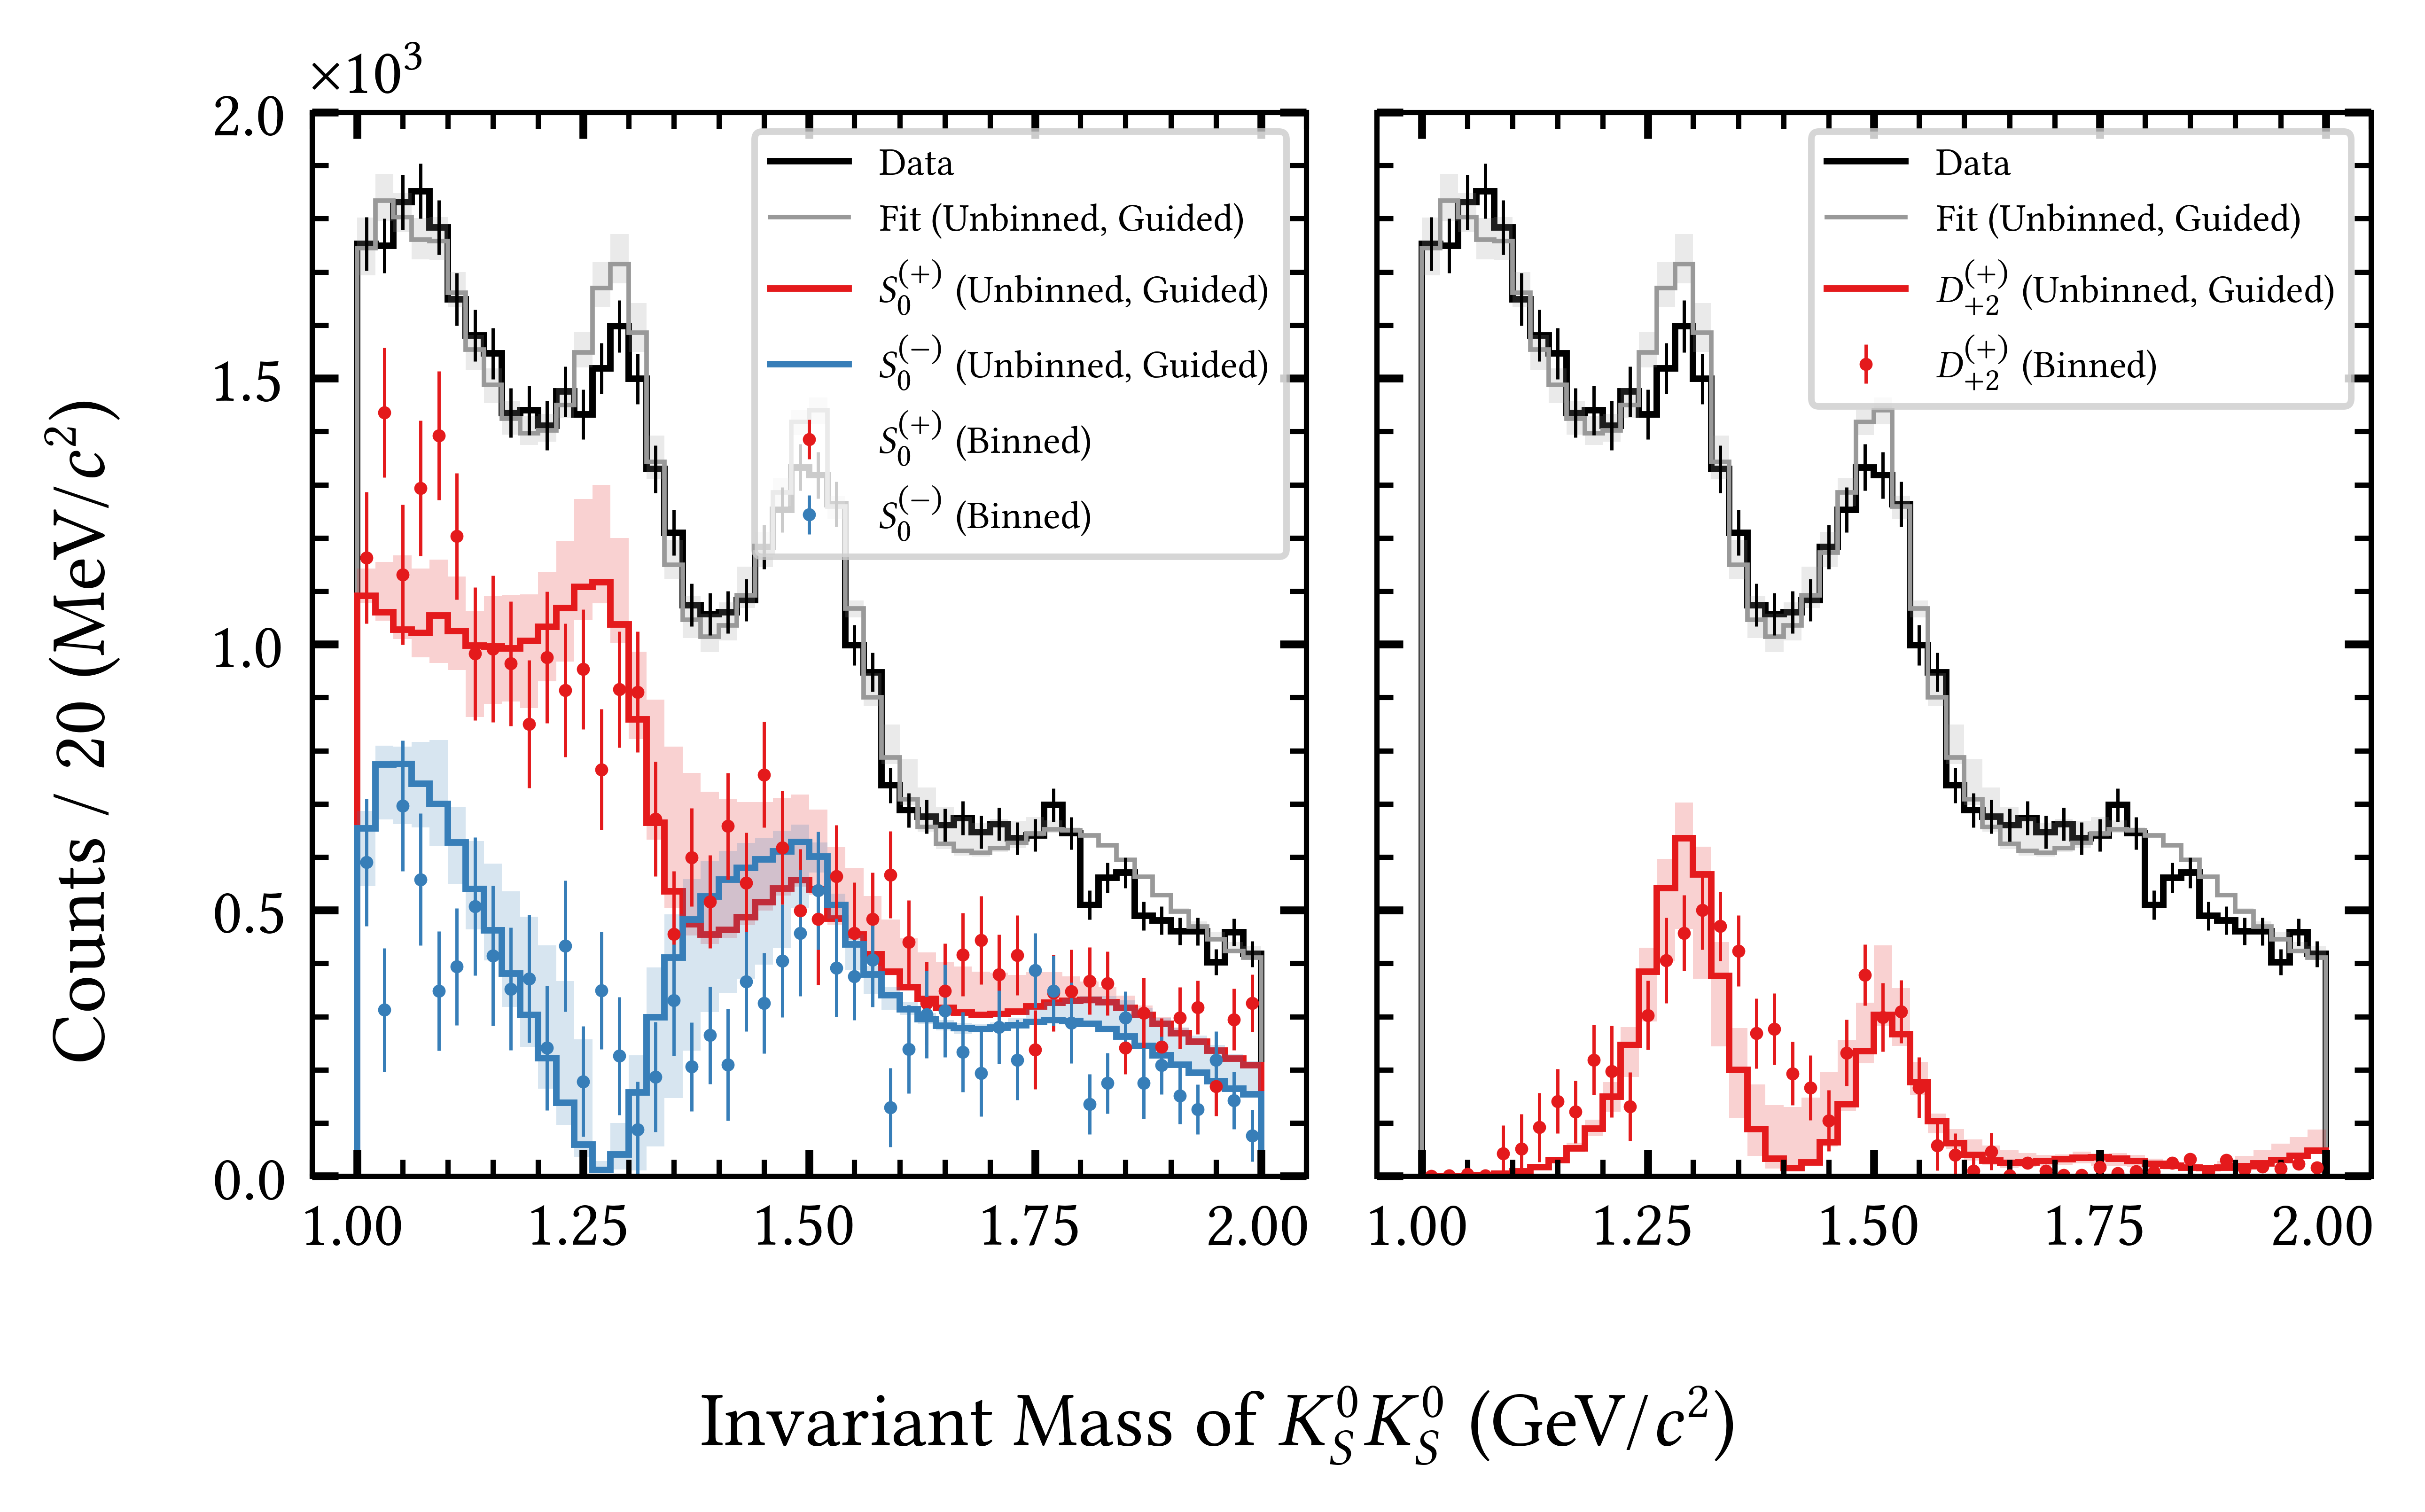 ×10³
2.0
1.5
1.0
0.5
0.0
Counts / 20 (MeV/c²)
Data
Fit (Unbinned, Guided)
S₀⁽⁺⁾ (Unbinned, Guided)
S₀⁽⁻⁾ (Unbinned, Guided)
S₀⁽⁺⁾ (Binned)
S₀⁽⁻⁾ (Binned)
1.00 1.25 1.50 1.75 2.00
Data
Fit (Unbinned, Guided)
D₊₂⁽⁺⁾ (Unbinned, Guided)
D₊₂⁽⁺⁾ (Binned)
1.00 1.25 1.50 1.75 2.00
Invariant Mass of K_S⁰K_S⁰ (GeV/c²)